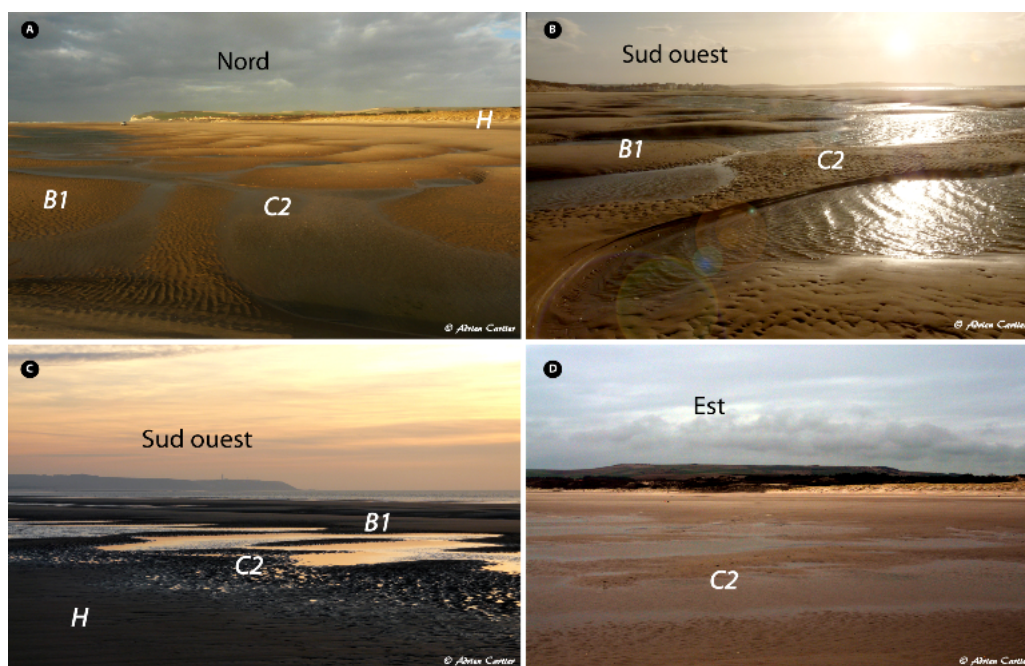 A
Nord
H
B1
C2
© Adrien Cartier
B
Sud ouest
B1
C2
© Adrien Cartier
C
Sud ouest
B1
C2
H
© Adrien Cartier
D
Est
C2
© Adrien Cartier